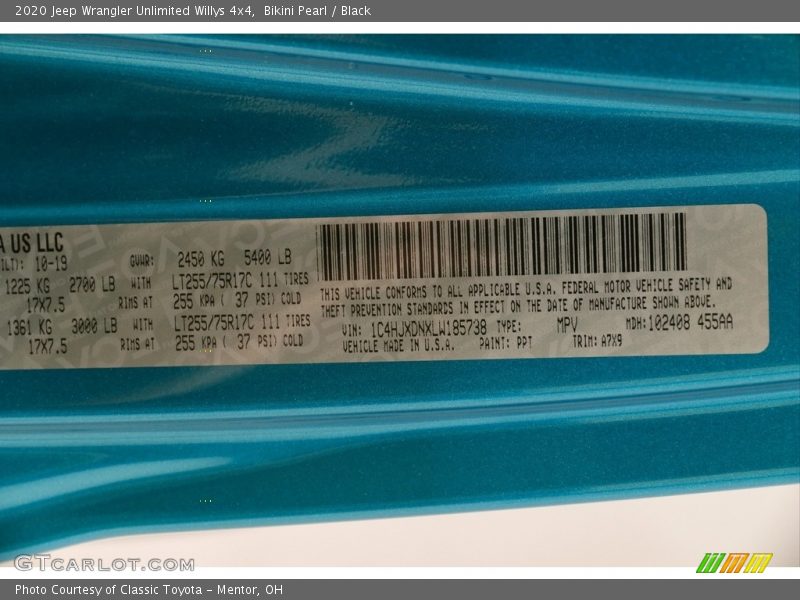 2020 Jeep Wrangler Unlimited Willys 4x4, Bikini Pearl / Black
A US LLC
ILT): 10-19 GVWR: 2450 KG 5400 LB
1225 KG 2700 LB WITH LT255/75R17C 111 TIRES
17X7.5 RIMS AT 255 KPA ( 37 PSI) COLD
1361 KG 3000 LB WITH LT255/75R17C 111 TIRES
17X7.5 RIMS AT 255 KPA ( 37 PSI) COLD
THIS VEHICLE CONFORMS TO ALL APPLICABLE U.S.A. FEDERAL MOTOR VEHICLE SAFETY AND
THEFT PREVENTION STANDARDS IN EFFECT ON THE DATE OF MANUFACTURE SHOWN ABOVE.
VIN: 1C4HJXDNXLW185738 TYPE: MPV MDH: 102408 455AA
VEHICLE MADE IN U.S.A. PAINT: PPT TRIM: A7X9
GTCARLOT.COM
Photo Courtesy of Classic Toyota - Mentor, OH